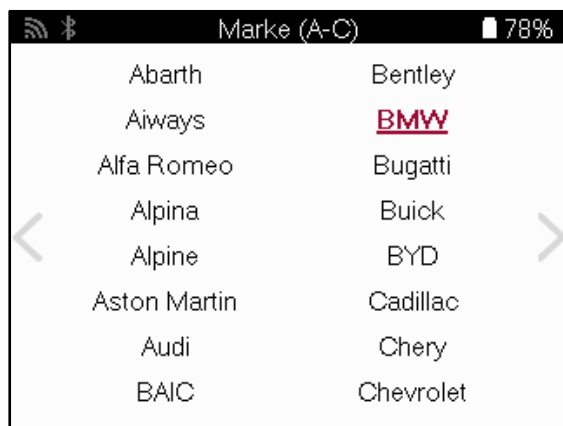 Marke (A-C) 78%
Abarth Bentley
Aiways BMW
Alfa Romeo Bugatti
Alpina Buick
Alpine BYD
Aston Martin Cadillac
Audi Chery
BAIC Chevrolet